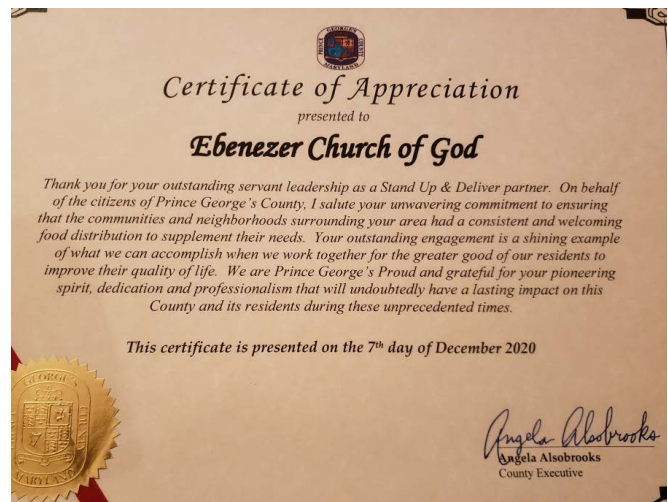 GEORGE'S
PRINCE
COUNTY
MARYLAND
Certificate of Appreciation
presented to
Ebenezer Church of God
Thank you for your outstanding servant leadership as a Stand Up & Deliver partner. On behalf
of the citizens of Prince George's County, I salute your unwavering commitment to ensuring
that the communities and neighborhoods surrounding your area had a consistent and welcoming
food distribution to supplement their needs. Your outstanding engagement is a shining example
of what we can accomplish when we work together for the greater good of our residents to
improve their quality of life. We are Prince George's Proud and grateful for your pioneering
spirit, dedication and professionalism that will undoubtedly have a lasting impact on this
County and its residents during these unprecedented times.
This certificate is presented on the 7th day of December 2020
GEORGE'S
MARYLAND
Angela Alsobrooks
Angela Alsobrooks
County Executive